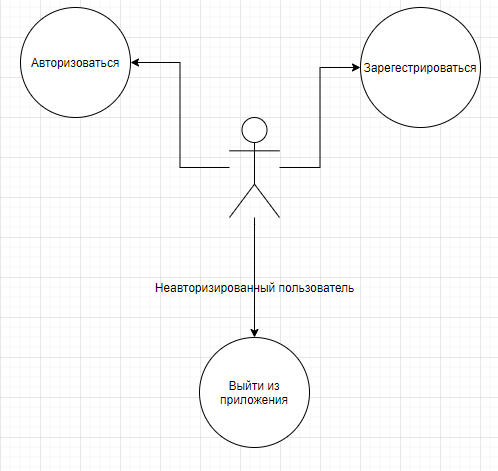 Авторизоваться
Зарегестрироваться
Неавторизированный пользователь
Выйти из
приложения